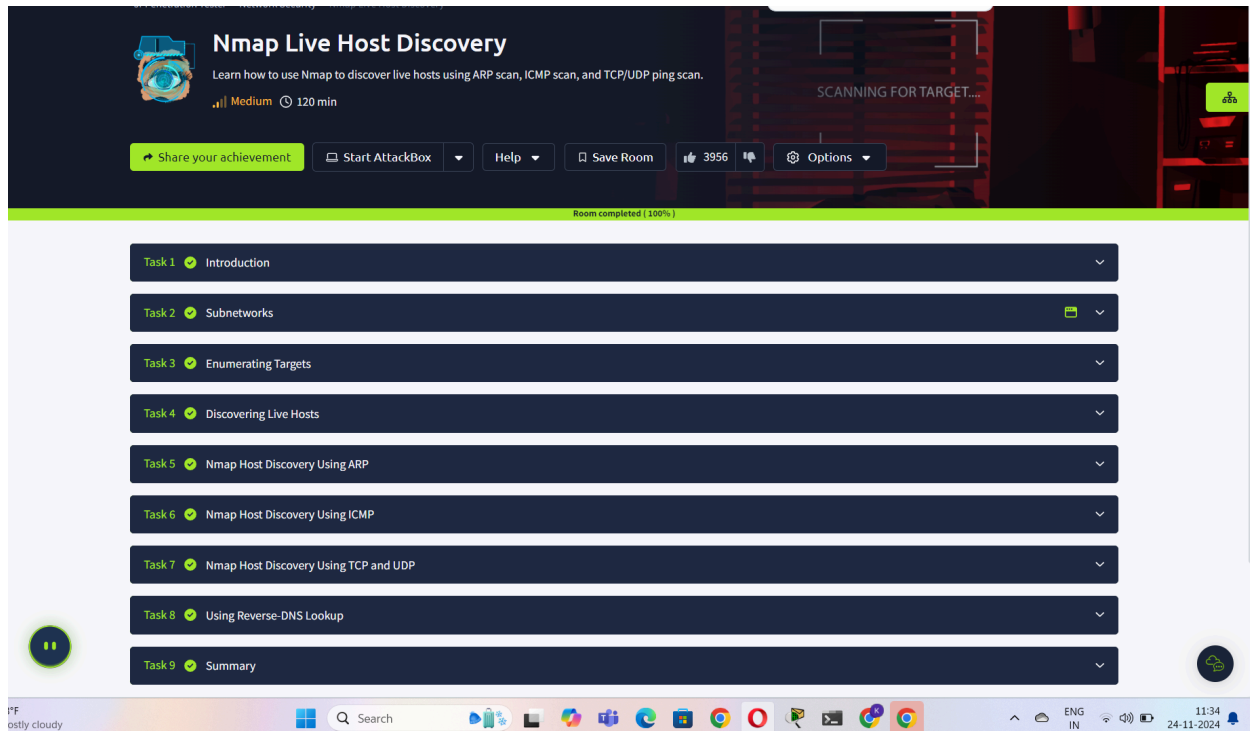 Nmap Live Host Discovery
Learn how to use Nmap to discover live hosts using ARP scan, ICMP scan, and TCP/UDP ping scan.
Medium 120 min
SCANNING FOR TARGET....
Share your achievement Start AttackBox Help Save Room 3956 Options
Room completed ( 100% )
Task 1 Introduction
Task 2 Subnetworks
Task 3 Enumerating Targets
Task 4 Discovering Live Hosts
Task 5 Nmap Host Discovery Using ARP
Task 6 Nmap Host Discovery Using ICMP
Task 7 Nmap Host Discovery Using TCP and UDP
Task 8 Using Reverse-DNS Lookup
Task 9 Summary
cloudy
Search
K
ENG
IN
11:34
24-11-2024